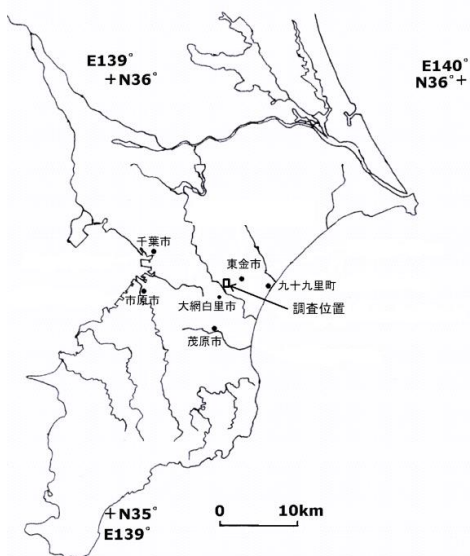 E139°
+N36°
E140°
N36°+
千葉市
東金市
九十九里町
市原市
大網白里市
調査位置
茂原市
+N35°
E139°
0 10km